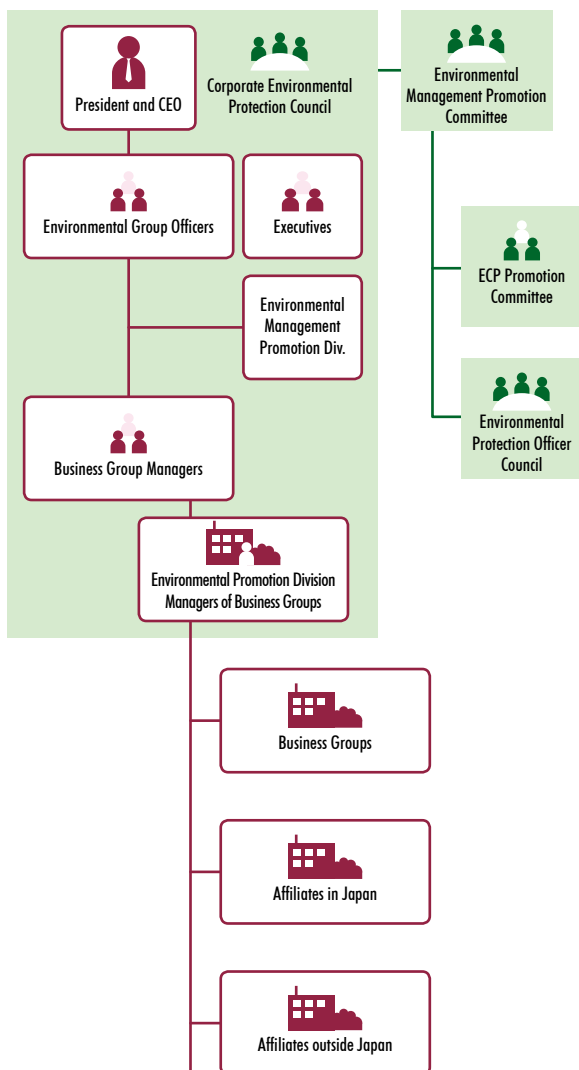 President and CEO
Corporate Environmental
Protection Council
Environmental
Management Promotion
Committee
Environmental Group Officers
Executives
ECP Promotion
Committee
Environmental
Management
Promotion Div.
Environmental
Protection Officer
Council
Business Group Managers
Environmental Promotion Division
Managers of Business Groups
Business Groups
Affiliates in Japan
Affiliates outside Japan